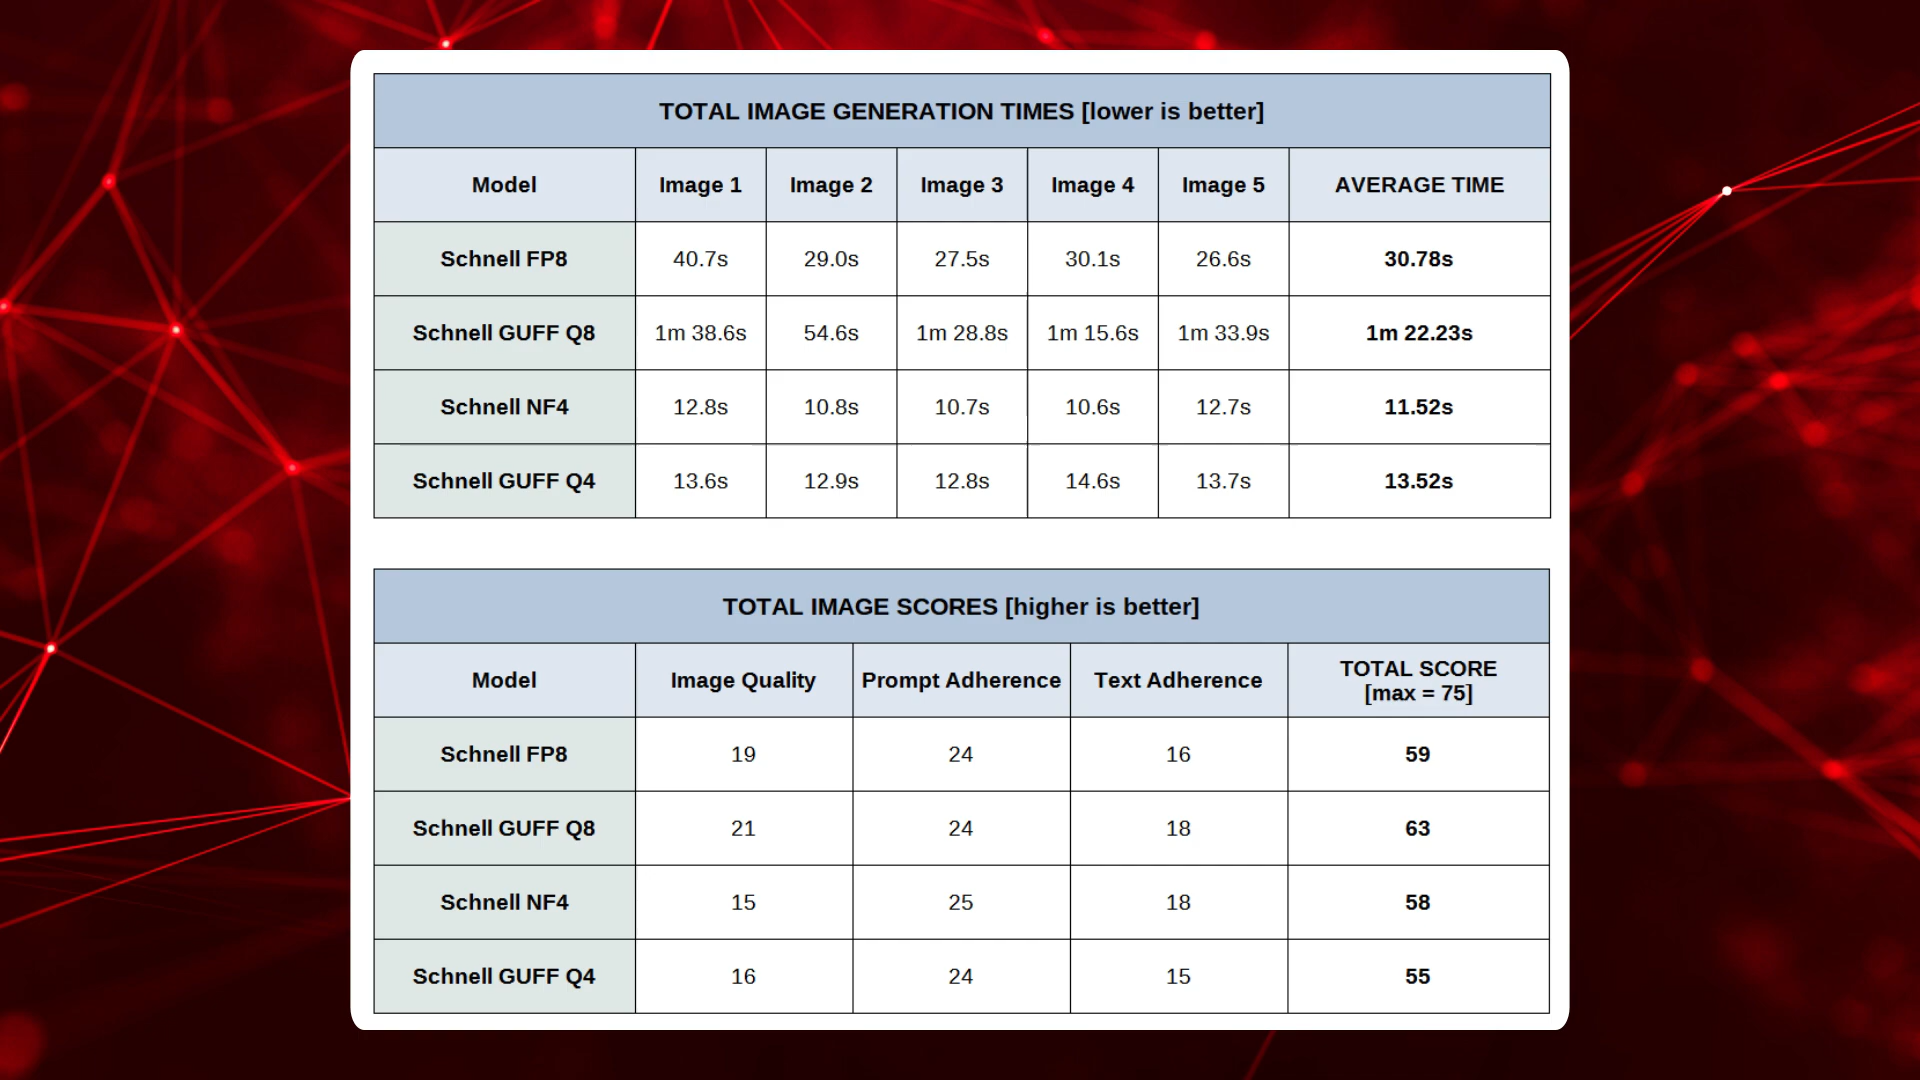 TOTAL IMAGE GENERATION TIMES [lower is better]
Model Image 1 Image 2 Image 3 Image 4 Image 5 AVERAGE TIME
Schnell FP8 40.7s 29.0s 27.5s 30.1s 26.6s 30.78s
Schnell GUFF Q8 1m 38.6s 54.6s 1m 28.8s 1m 15.6s 1m 33.9s 1m 22.23s
Schnell NF4 12.8s 10.8s 10.7s 10.6s 12.7s 11.52s
Schnell GUFF Q4 13.6s 12.9s 12.8s 14.6s 13.7s 13.52s
TOTAL IMAGE SCORES [higher is better]
Model Image Quality Prompt Adherence Text Adherence TOTAL SCORE
[max = 75]
Schnell FP8 19 24 16 59
Schnell GUFF Q8 21 24 18 63
Schnell NF4 15 25 18 58
Schnell GUFF Q4 16 24 15 55